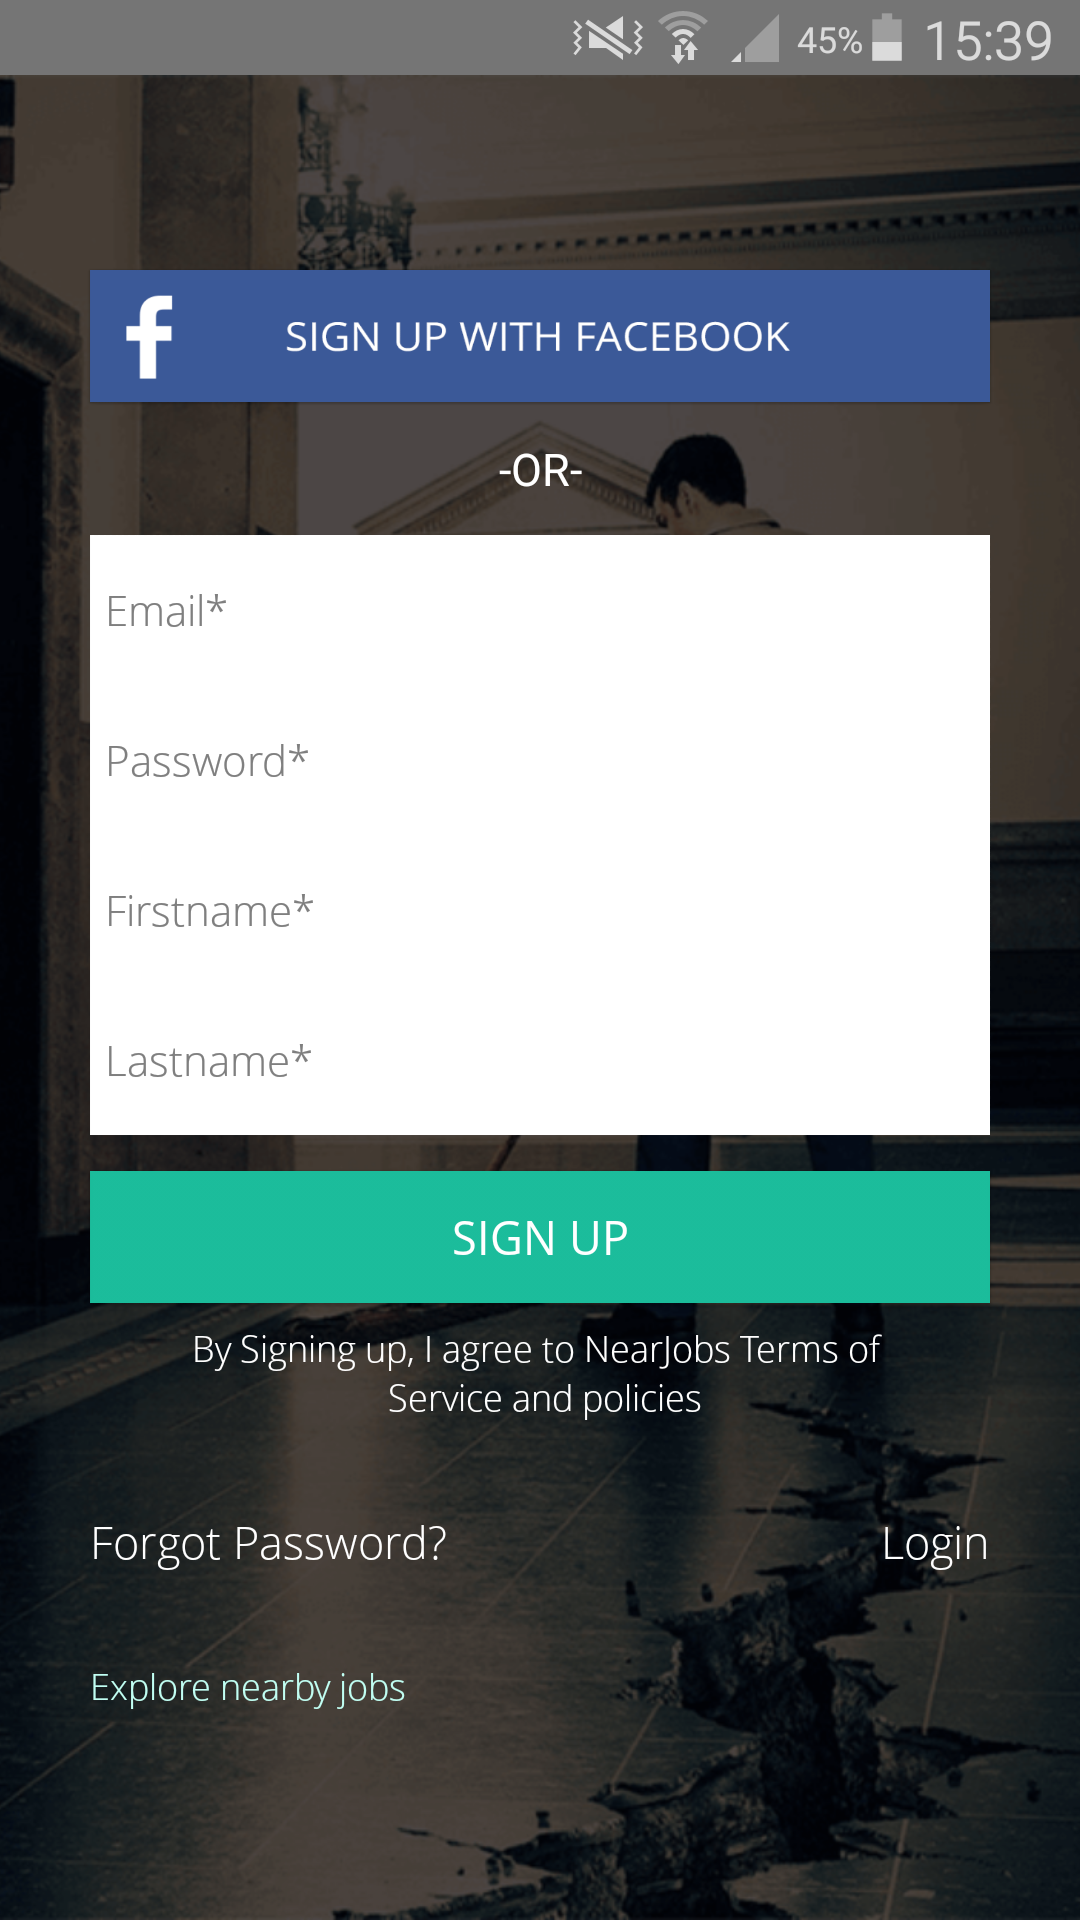 45% 15:39
f SIGN UP WITH FACEBOOK
-OR-
Email*
Password*
Firstname*
Lastname*
SIGN UP
By Signing up, I agree to NearJobs Terms of
Service and policies
Forgot Password? Login
Explore nearby jobs